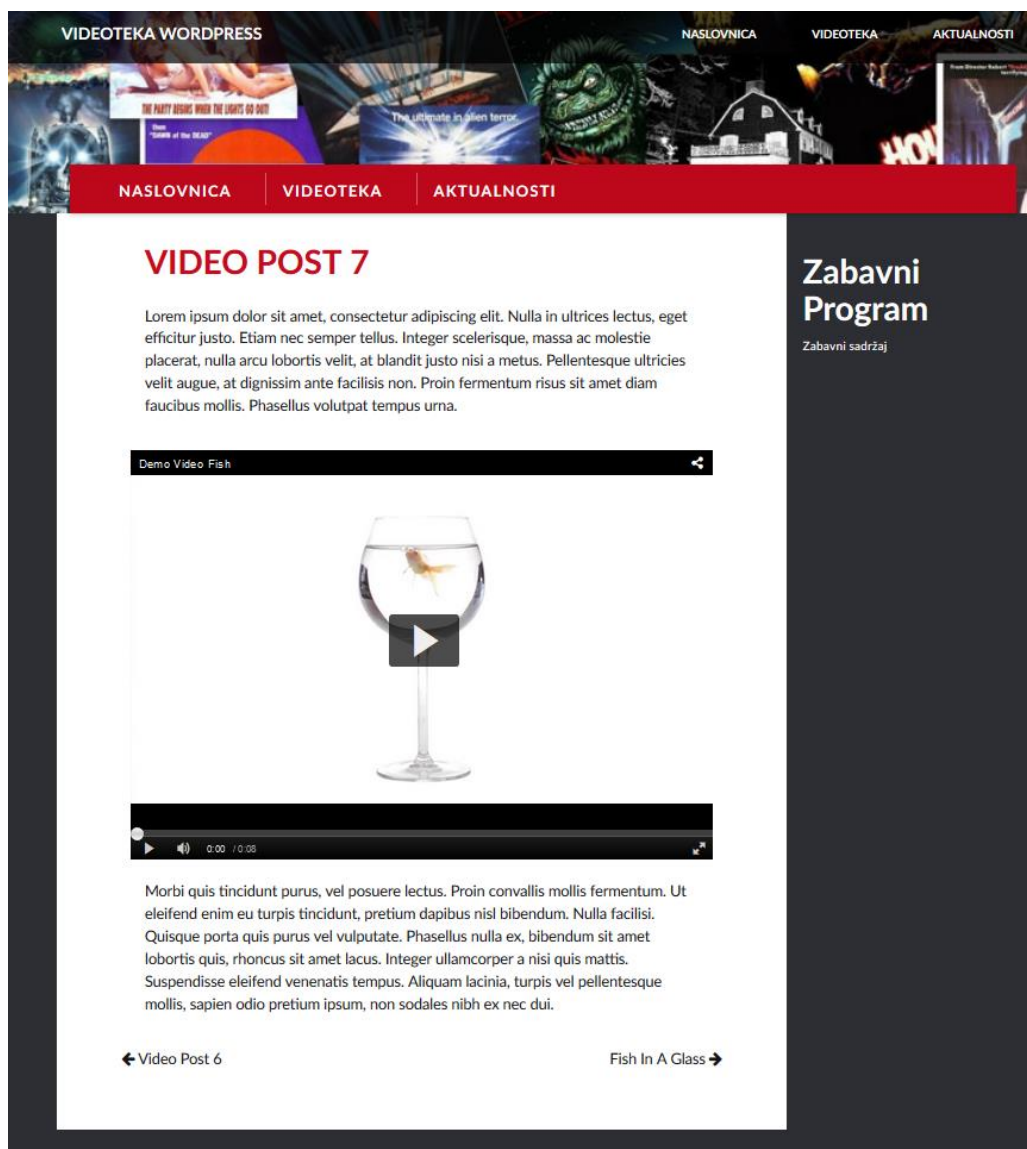 VIDEOTEKA WORDPRESS
NASLOVNICA VIDEOTEKA AKTUALNOSTI
THE PARTY BEGINS WHEN THE LIGHTS GO OUT!
"DAWN of the DEAD"
The ultimate in alien terror.
From Director Robert
HO
NASLOVNICA VIDEOTEKA AKTUALNOSTI
VIDEO POST 7
Lorem ipsum dolor sit amet, consectetur adipiscing elit. Nulla in ultrices lectus, eget
efficitur justo. Etiam nec semper tellus. Integer scelerisque, massa ac molestie
placerat, nulla arcu lobortis velit, at blandit justo nisi a metus. Pellentesque ultricies
velit augue, at dignissim ante facilisis non. Proin fermentum risus sit amet diam
faucibus mollis. Phasellus volutpat tempus urna.
Zabavni
Program
Zabavni sadržaj
Demo Video Fish
0:00 / 0:08
Morbi quis tincidunt purus, vel posuere lectus. Proin convallis mollis fermentum. Ut
eleifend enim eu turpis tincidunt, pretium dapibus nisl bibendum. Nulla facilisi.
Quisque porta quis purus vel vulputate. Phasellus nulla ex, bibendum sit amet
lobortis quis, rhoncus sit amet lacus. Integer ullamcorper a nisi quis mattis.
Suspendisse eleifend venenatis tempus. Aliquam lacinia, turpis vel pellentesque
mollis, sapien odio pretium ipsum, non sodales nibh ex nec dui.
Video Post 6
Fish In A Glass